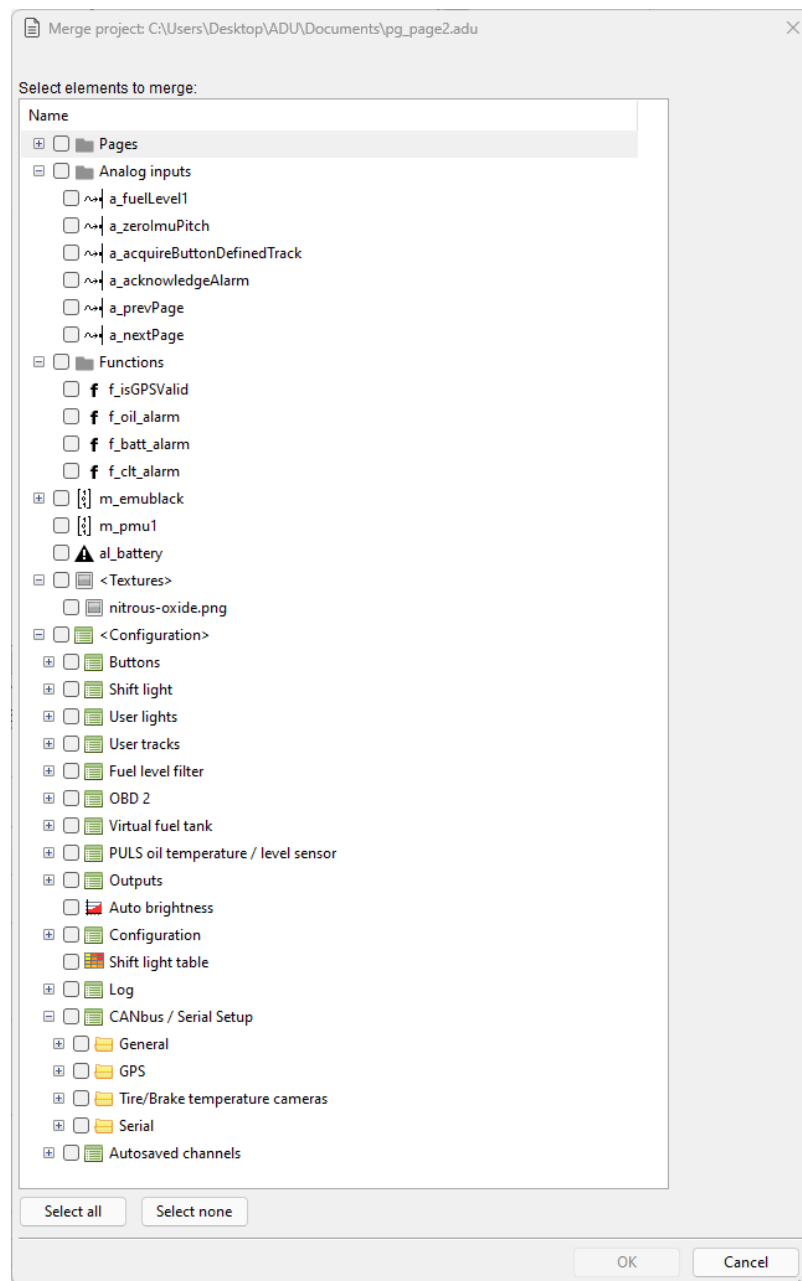 Merge project: C:\Users\Desktop\ADU\Documents\pg_page2.adu
Select elements to merge:
Name
Pages
Analog inputs
a_fuelLevel1
a_zeroImuPitch
a_acquireButtonDefinedTrack
a_acknowledgeAlarm
a_prevPage
a_nextPage
Functions
f f_isGPSValid
f f_oil_alarm
f f_batt_alarm
f f_clt_alarm
m_emublack
m_pmu1
al_battery
<Textures>
nitrous-oxide.png
<Configuration>
Buttons
Shift light
User lights
User tracks
Fuel level filter
OBD 2
Virtual fuel tank
PULS oil temperature / level sensor
Outputs
Auto brightness
Configuration
Shift light table
Log
CANbus / Serial Setup
General
GPS
Tire/Brake temperature cameras
Serial
Autosaved channels
Select all Select none
OK Cancel